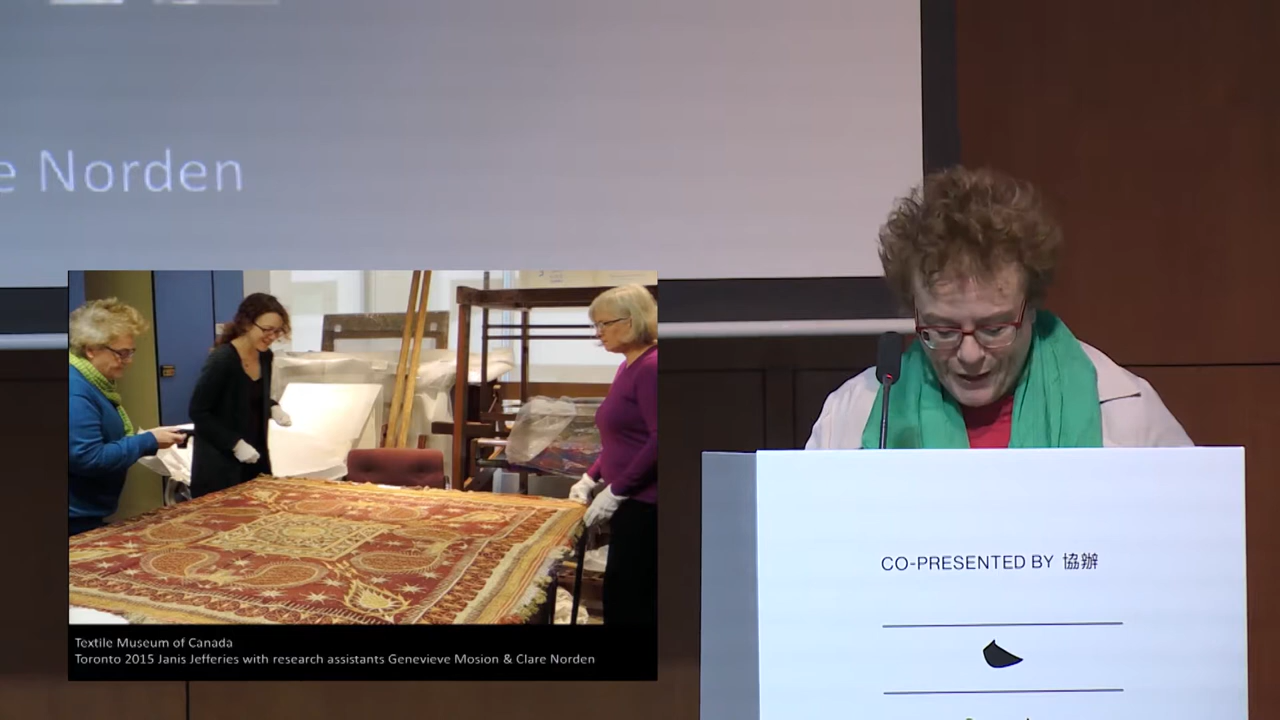 e Norden
Textile Museum of Canada
Toronto 2015 Janis Jefferies with research assistants Genevieve Mosion & Clare Norden
CO-PRESENTED BY 協辦